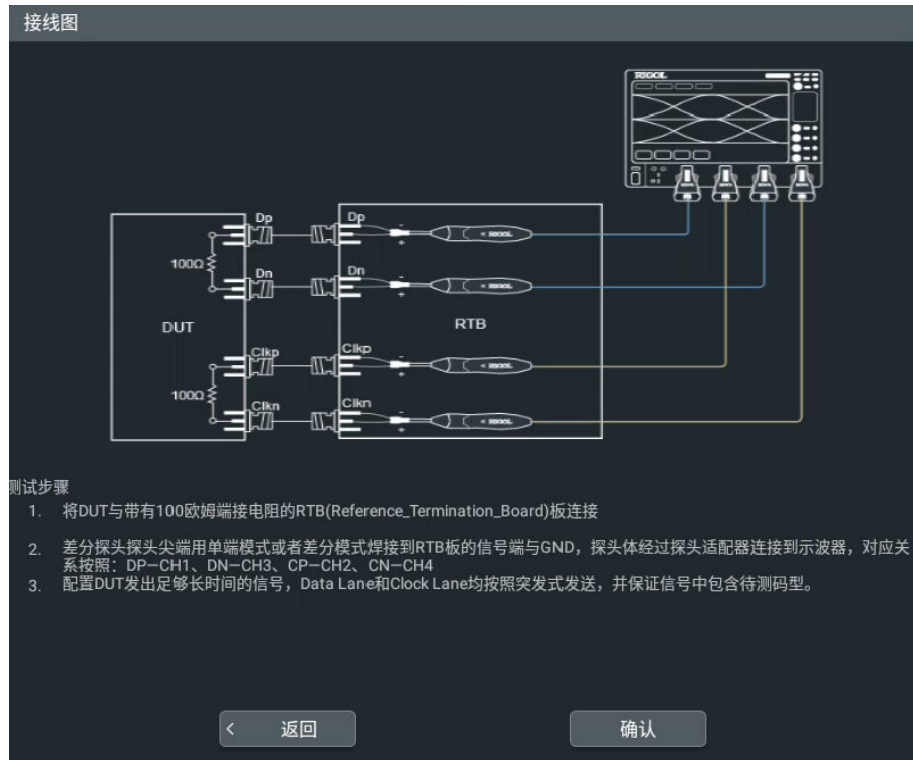 接线图
RIGOL
Dp
Dp
RIGOL
100Ω
Dn
Dn
RIGOL
DUT
RTB
Clkp
Clkp
RIGOL
100Ω
Clkn
Clkn
RIGOL
测试步骤
1. 将DUT与带有100欧姆端接电阻的RTB(Reference_Termination_Board)板连接
2. 差分探头探头尖端用单端模式或者差分模式焊接到RTB板的信号端与GND，探头体经过探头适配器连接到示波器，对应关
系按照：DP—CH1、DN—CH3、CP—CH2、CN—CH4
3. 配置DUT发出足够长时间的信号，Data Lane和Clock Lane均按照突发式发送，并保证信号中包含待测码型。
返回
确认